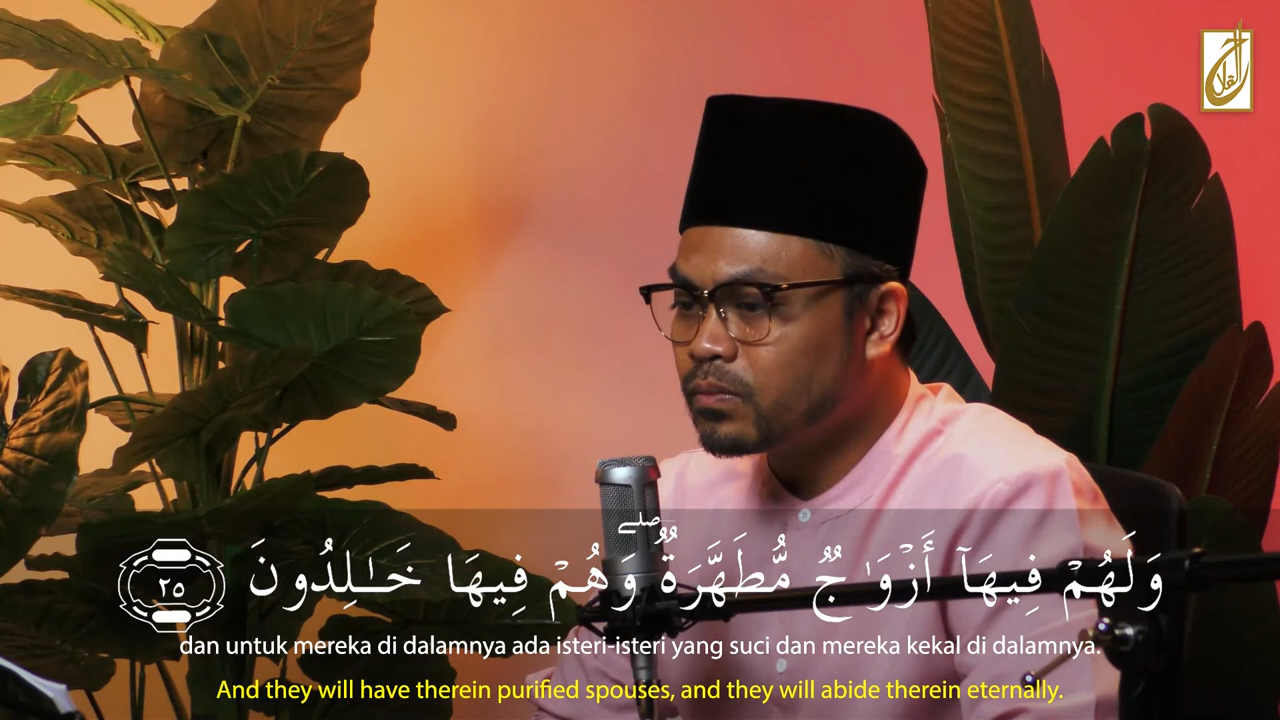 وَلَهُمْ فِيهَآ أَزْوَٰجٌ مُّطَهَّرَةٌ ۖ وَهُمْ فِيهَا خَـٰلِدُونَ ٢٥
dan untuk mereka di dalamnya ada isteri-isteri yang suci dan mereka kekal di dalamnya.
And they will have therein purified spouses, and they will abide therein eternally.